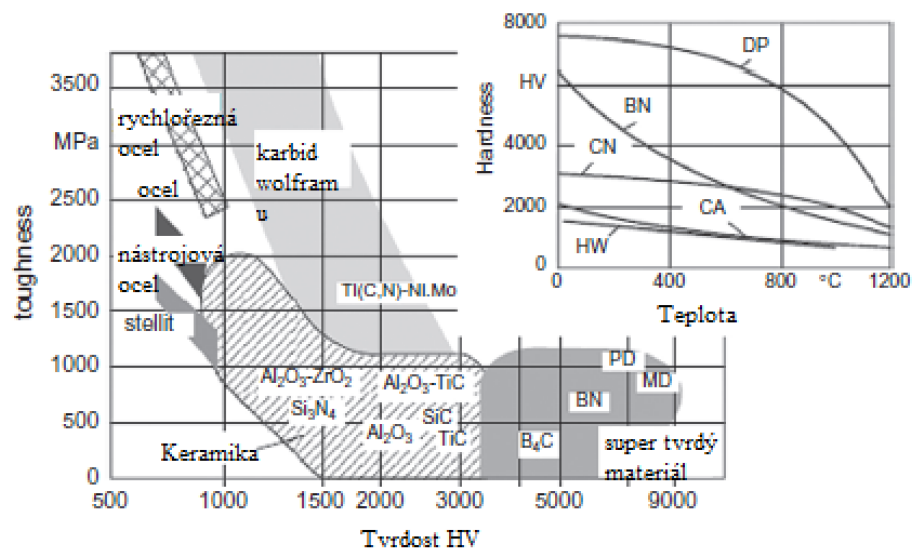 3500
MPa
3000
2500
2000
1500
1000
500
0
toughness
rychlořezná
ocel
ocel
nástrojová
ocel
stellit
karbid
wolfram
u
TI(C,N)-NI.Mo
Al₂O₃-ZrO₂
Si₃N₄
Al₂O₃
Al₂O₃-TiC
SiC
TiC
Keramika
PD
MD
BN
B₄C
super tvrdý
materiál
500
1000
1500
2000
3000
5000
9000
Tvrdost HV
8000
HV
4000
2000
0
Hardness
DP
BN
CN
CA
HW
0
400
800
°C
1200
Teplota